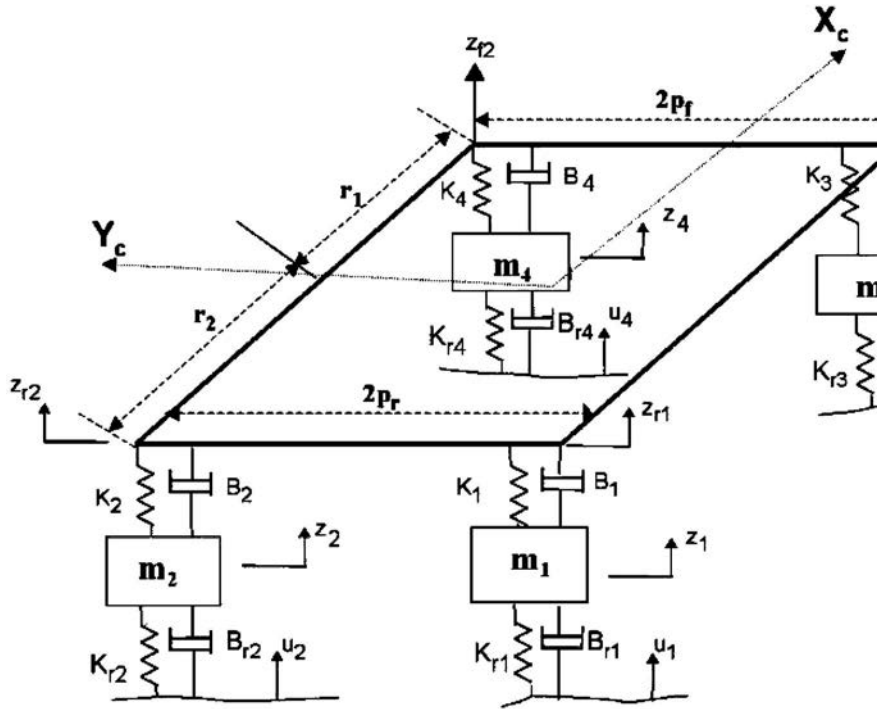 X_c
z_f2
2p_f
K_4
B_4
K_3
r_1
z_4
Y_c
m_4
m
r_2
B_r4
u_4
K_r4
K_r3
z_r2
2p_r
z_r1
K_2
B_2
K_1
B_1
z_2
z_1
m_2
m_1
K_r2
B_r2
u_2
K_r1
B_r1
u_1